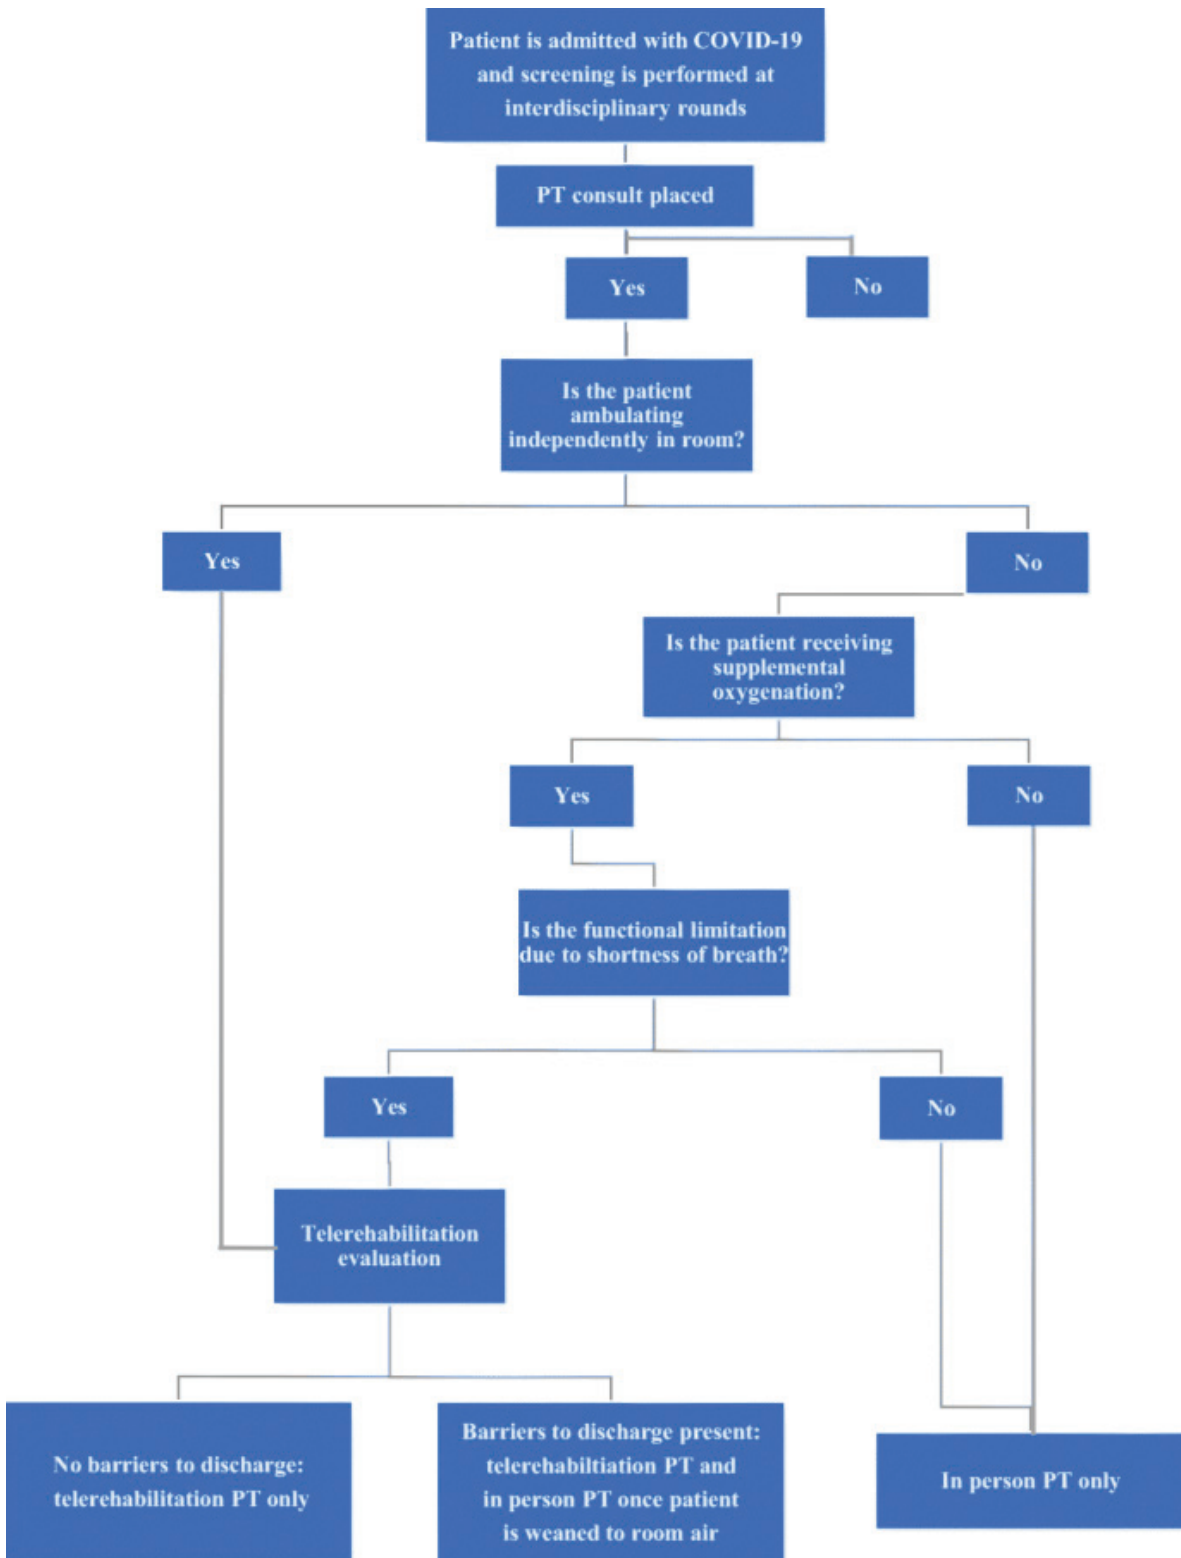 Patient is admitted with COVID-19
and screening is performed at
interdisciplinary rounds
PT consult placed
Yes
No
Is the patient
ambulating
independently in room?
Yes
No
Is the patient receiving
supplemental
oxygenation?
Yes
No
Is the functional limitation
due to shortness of breath?
Yes
No
Telerehabilitation
evaluation
No barriers to discharge:
telerehabilitation PT only
Barriers to discharge present:
telerehabiltiation PT and
in person PT once patient
is weaned to room air
In person PT only